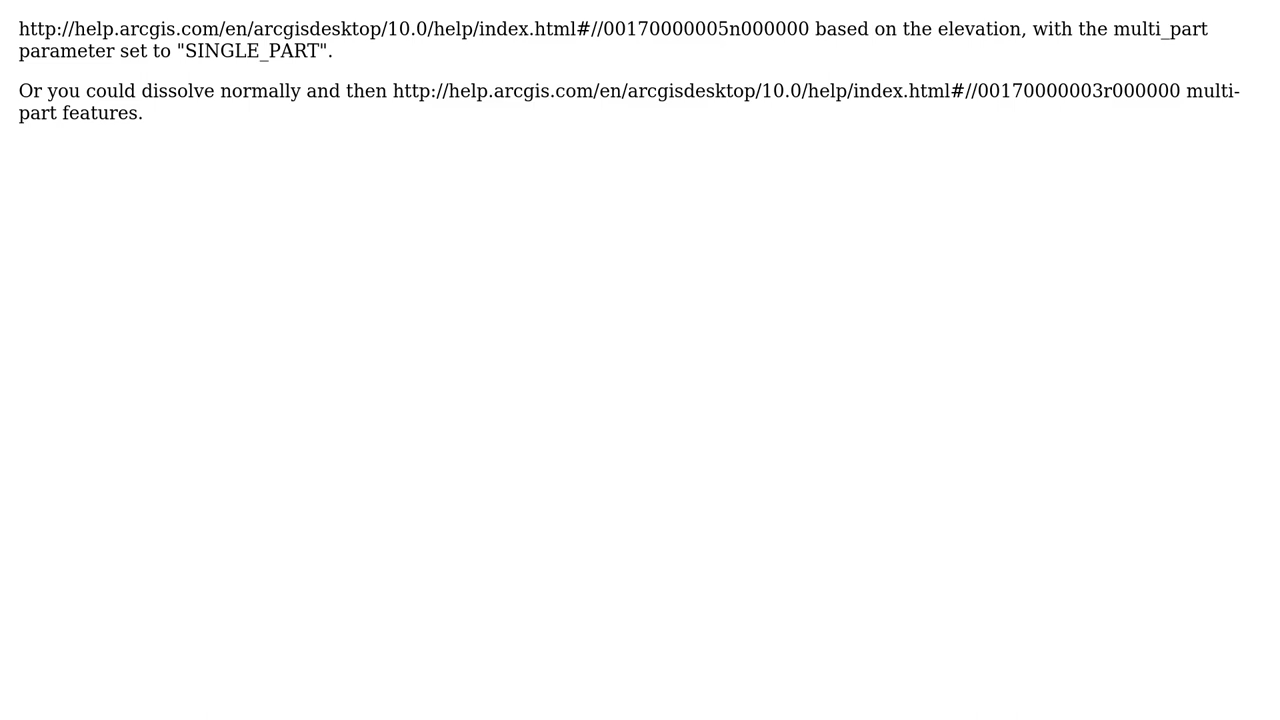 http://help.arcgis.com/en/arcgisdesktop/10.0/help/index.html#//00170000005n000000 based on the elevation, with the multi_part
parameter set to "SINGLE_PART".
Or you could dissolve normally and then http://help.arcgis.com/en/arcgisdesktop/10.0/help/index.html#//00170000003r000000 multi-
part features.